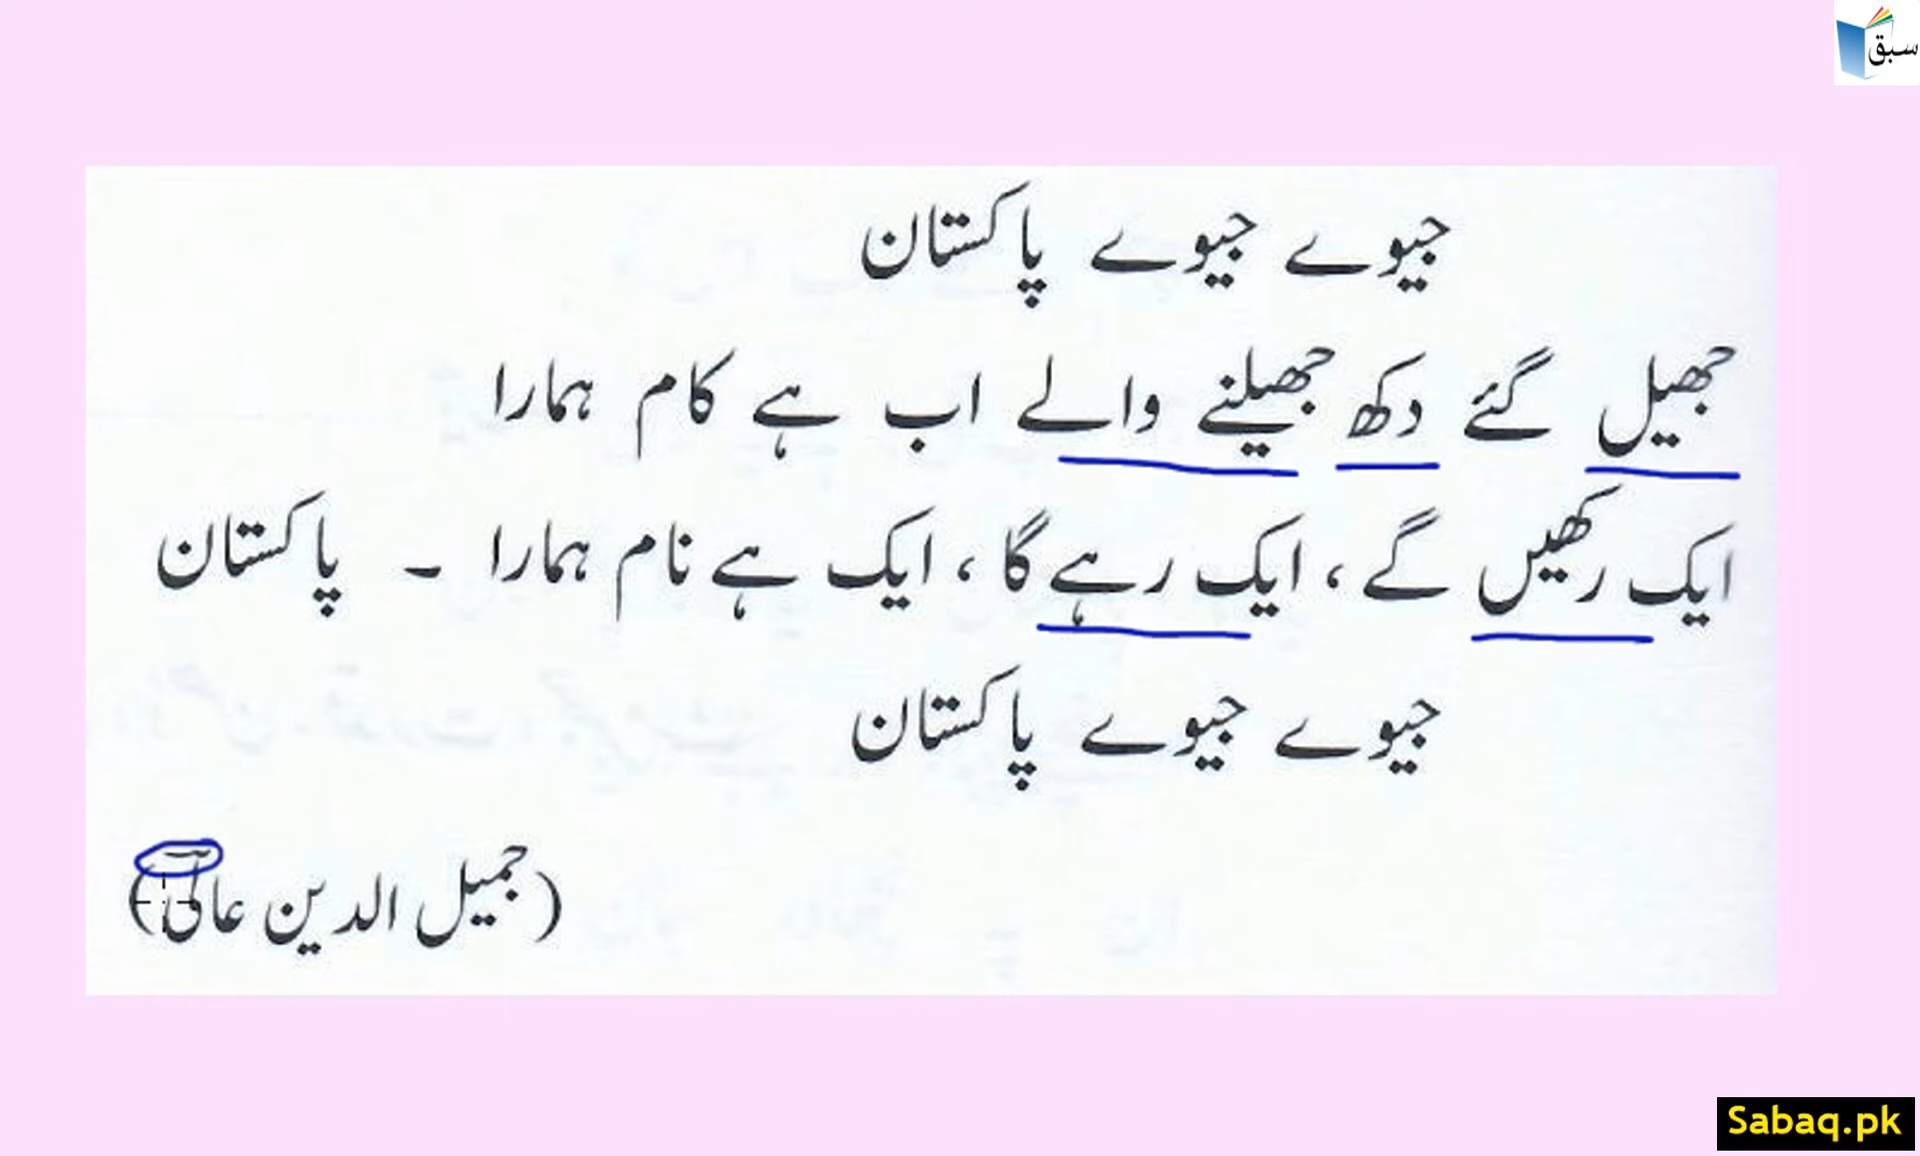 سبق
جیوے جیوے پاکستان
جھیل گئے دکھ جھیلنے والے اب ہے کام ہمارا
ایک رکھیں گے ، ایک رہے گا ، ایک ہے نام ہمارا ۔ پاکستان
جیوے جیوے پاکستان
(جمیل الدین عالی)
Sabaq.pk